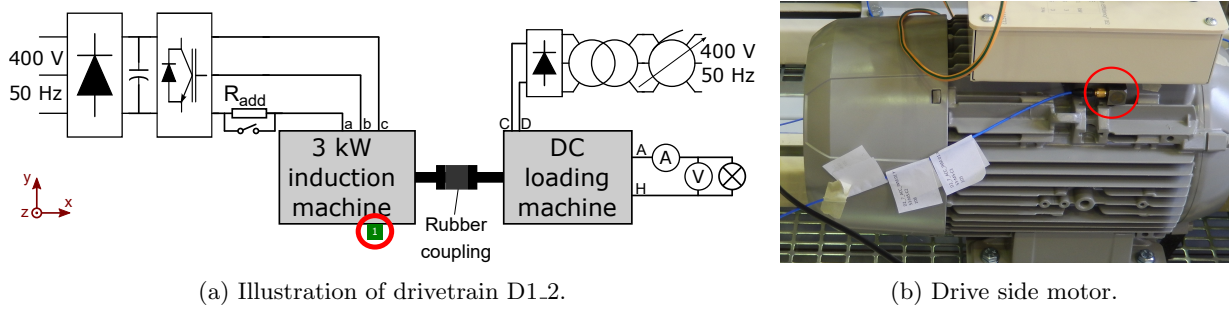 400 V
50 Hz
R_add
a b c
3 kW
induction
machine
1
Rubber
coupling
C D
DC
loading
machine
A
H
A
V
400 V
50 Hz
y
z x
(a) Illustration of drivetrain D1_2.
(b) Drive side motor.